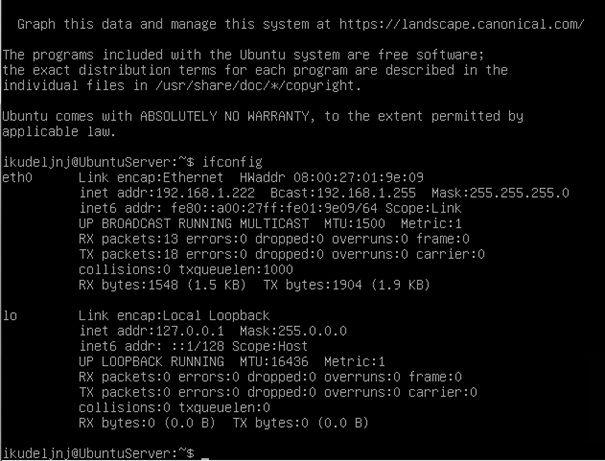 Graph this data and manage this system at https://landscape.canonical.com/
The programs included with the Ubuntu system are free software;
the exact distribution terms for each program are described in the
individual files in /usr/share/doc/*/copyright.
Ubuntu comes with ABSOLUTELY NO WARRANTY, to the extent permitted by
applicable law.
ikudeljnj@UbuntuServer:~$ ifconfig
eth0 Link encap:Ethernet HWaddr 08:00:27:01:9e:09
inet addr:192.168.1.222 Bcast:192.168.1.255 Mask:255.255.255.0
inet6 addr: fe80::a00:27ff:fe01:9e09/64 Scope:Link
UP BROADCAST RUNNING MULTICAST MTU:1500 Metric:1
RX packets:13 errors:0 dropped:0 overruns:0 frame:0
TX packets:18 errors:0 dropped:0 overruns:0 carrier:0
collisions:0 txqueuelen:1000
RX bytes:1548 (1.5 KB) TX bytes:1904 (1.9 KB)
lo Link encap:Local Loopback
inet addr:127.0.0.1 Mask:255.0.0.0
inet6 addr: ::1/128 Scope:Host
UP LOOPBACK RUNNING MTU:16436 Metric:1
RX packets:0 errors:0 dropped:0 overruns:0 frame:0
TX packets:0 errors:0 dropped:0 overruns:0 carrier:0
collisions:0 txqueuelen:0
RX bytes:0 (0.0 B) TX bytes:0 (0.0 B)
ikudeljnj@UbuntuServer:~$ _